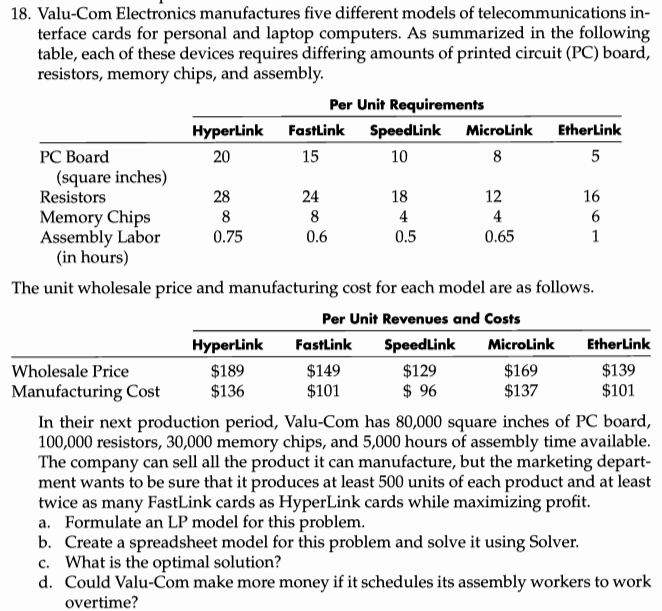 18. Valu-Com Electronics manufactures five different models of telecommunications in-
terface cards for personal and laptop computers. As summarized in the following
table, each of these devices requires differing amounts of printed circuit (PC) board,
resistors, memory chips, and assembly.
Per Unit Requirements
HyperLink FastLink SpeedLink MicroLink EtherLink
PC Board 20 15 10 8 5
(square inches)
Resistors 28 24 18 12 16
Memory Chips 8 8 4 4 6
Assembly Labor 0.75 0.6 0.5 0.65 1
(in hours)
The unit wholesale price and manufacturing cost for each model are as follows.
Per Unit Revenues and Costs
HyperLink FastLink SpeedLink MicroLink EtherLink
Wholesale Price $189 $149 $129 $169 $139
Manufacturing Cost $136 $101 $ 96 $137 $101
In their next production period, Valu-Com has 80,000 square inches of PC board,
100,000 resistors, 30,000 memory chips, and 5,000 hours of assembly time available.
The company can sell all the product it can manufacture, but the marketing depart-
ment wants to be sure that it produces at least 500 units of each product and at least
twice as many FastLink cards as HyperLink cards while maximizing profit.
a. Formulate an LP model for this problem.
b. Create a spreadsheet model for this problem and solve it using Solver.
c. What is the optimal solution?
d. Could Valu-Com make more money if it schedules its assembly workers to work
overtime?